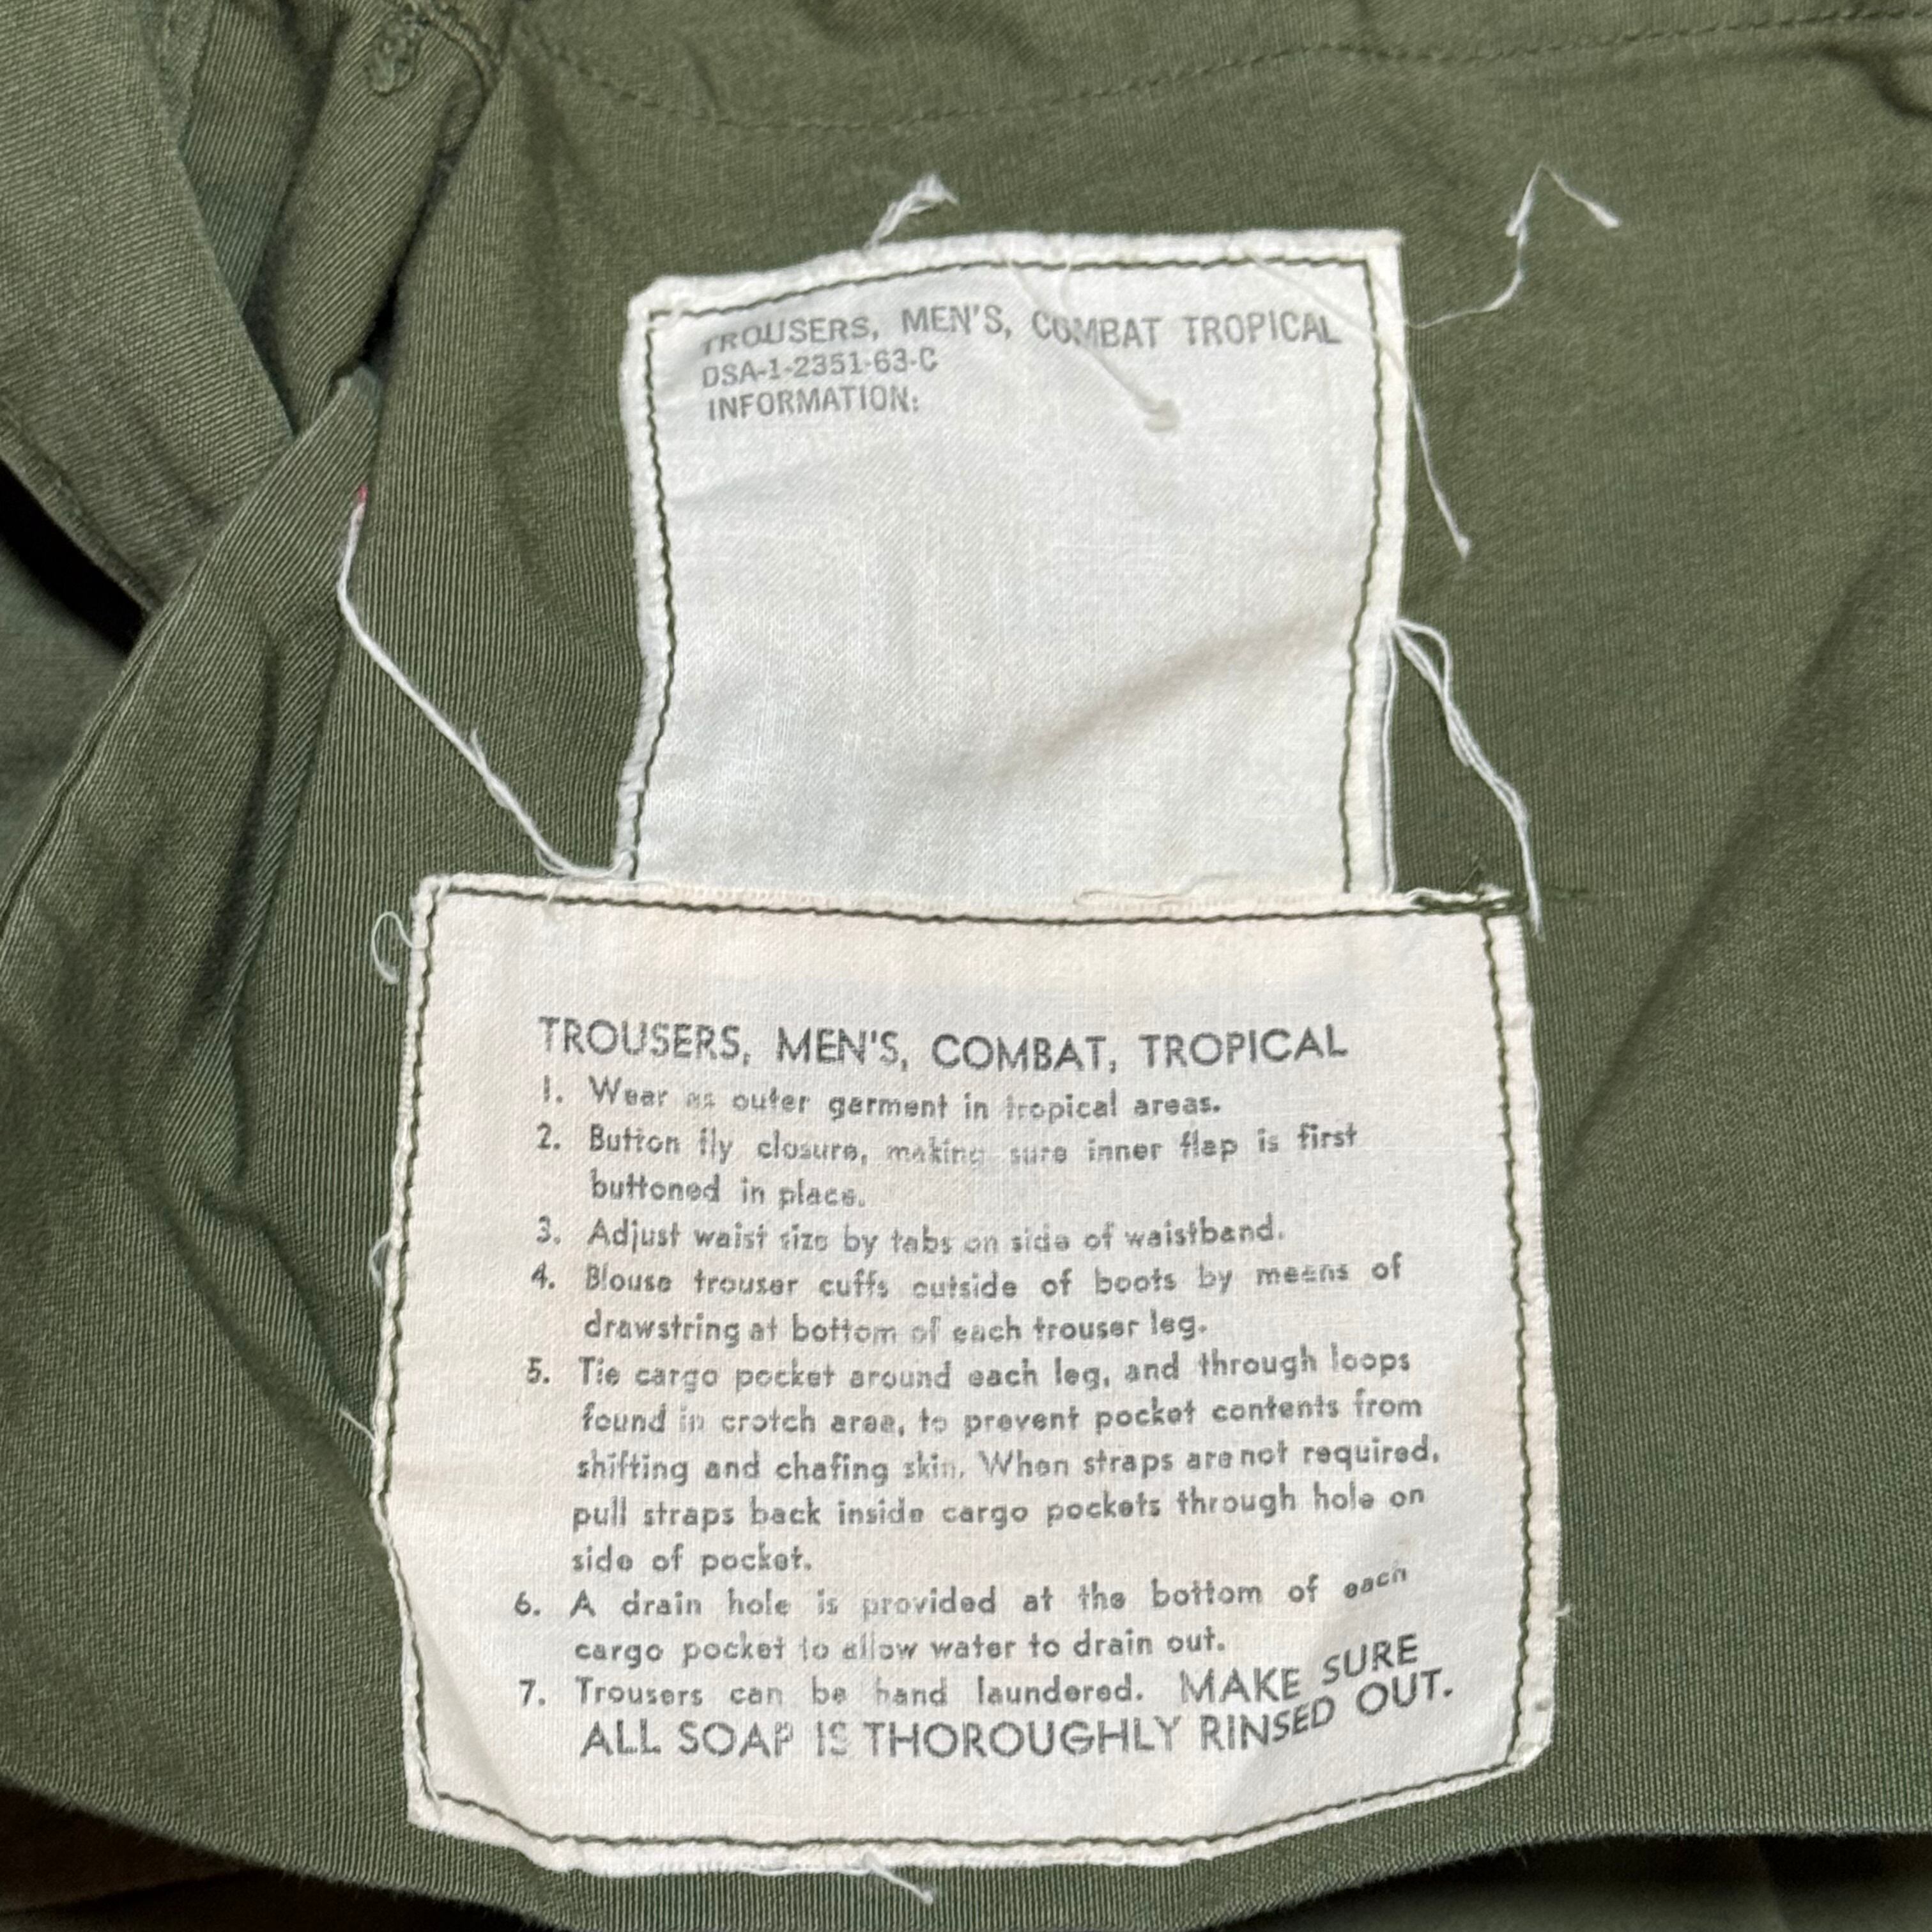 TROUSERS, MEN'S, COMBAT TROPICAL
DSA-1-2351-63-C
INFORMATION:
TROUSERS, MEN'S, COMBAT, TROPICAL
1. Wear as outer garment in tropical areas.
2. Button fly closure, making sure inner flap is first
buttoned in place.
3. Adjust waist size by tabs on side of waistband.
4. Blouse trouser cuffs outside of boots by means of
drawstring at bottom of each trouser leg.
5. Tie cargo pocket around each leg, and through loops
found in crotch area, to prevent pocket contents from
shifting and chafing skin. When straps are not required,
pull straps back inside cargo pockets through hole on
side of pocket.
6. A drain hole is provided at the bottom of each
cargo pocket to allow water to drain out.
7. Trousers can be hand laundered. MAKE SURE
ALL SOAP IS THOROUGHLY RINSED OUT.